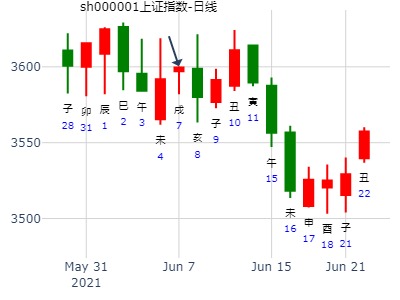 sh000001上证指数-日线
3600
3550
3500
子 28
卯 31
辰 1
巳 2
午 3
未 4
戌 7
亥 8
子 9
丑 10
寅 11
午 15
未 16
申 17
酉 18
子 21
丑 22
May 31
2021
Jun 7
Jun 15
Jun 21